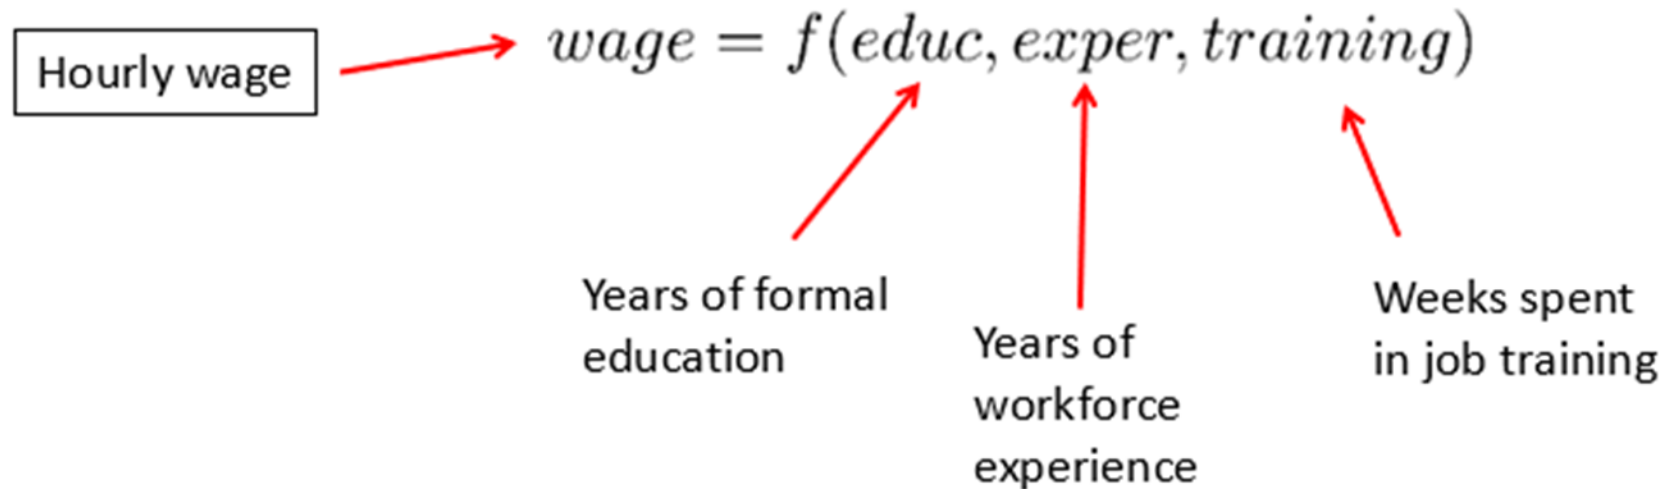 Hourly wage
wage = f(educ, exper, training)
Years of formal
education
Years of
workforce
experience
Weeks spent
in job training